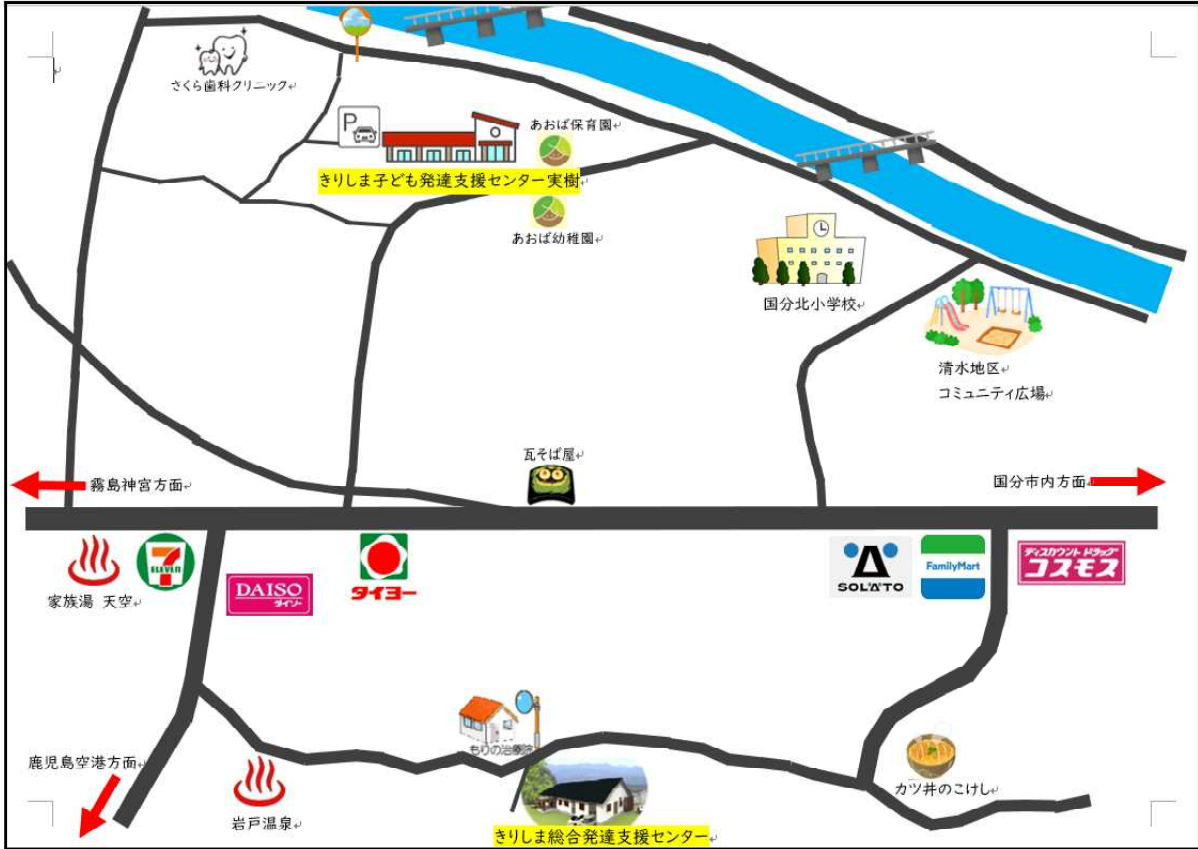 さくら歯科クリニック
P
あおば保育園
きりしま子ども発達支援センター実樹
あおば幼稚園
国分北小学校
清水地区
コミュニティ広場
瓦そば屋
霧島神宮方面
国分市内方面
家族湯 天空
7
ELEVEN
DAISO
ダイソー
タイヨー
SOLATO
FamilyMart
ディスカウント ドラッグ
コスモス
もりの治療院
鹿児島空港方面
岩戸温泉
カツ丼のこけし
きりしま総合発達支援センター